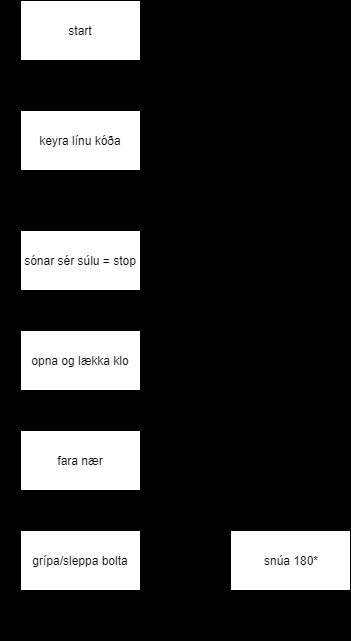 start
keyra línu kóða
sónar sér súlu = stop
opna og lækka klo
fara nær
grípa/sleppa bolta
snúa 180*